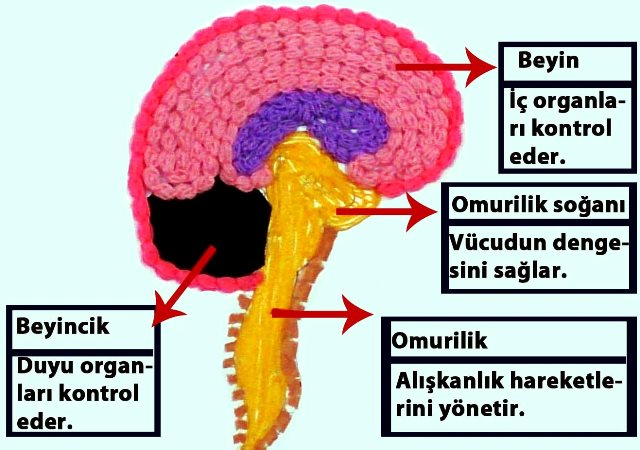 Beyin
İç organla-
rı kontrol
eder.
Omurilik soğanı
Vücudun denge-
sini sağlar.
Beyincik
Duyu organ-
ları kontrol
eder.
Omurilik
Alışkanlık hareketle-
rini yönetir.